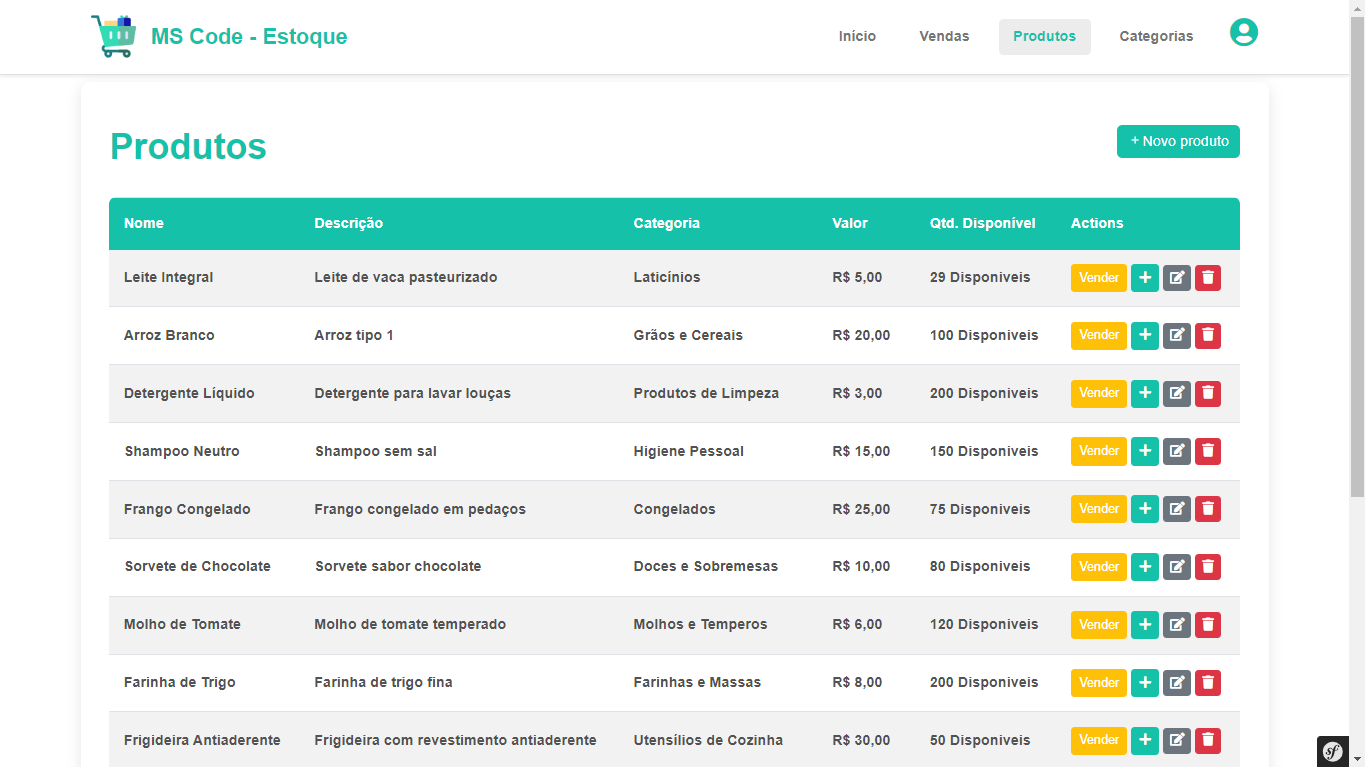 MS Code - Estoque
Início Vendas Produtos Categorias
Produtos
+ Novo produto
Nome Descrição Categoria Valor Qtd. Disponível Actions
Leite Integral Leite de vaca pasteurizado Laticínios R$ 5,00 29 Disponiveis Vender
Arroz Branco Arroz tipo 1 Grãos e Cereais R$ 20,00 100 Disponiveis Vender
Detergente Líquido Detergente para lavar louças Produtos de Limpeza R$ 3,00 200 Disponiveis Vender
Shampoo Neutro Shampoo sem sal Higiene Pessoal R$ 15,00 150 Disponiveis Vender
Frango Congelado Frango congelado em pedaços Congelados R$ 25,00 75 Disponiveis Vender
Sorvete de Chocolate Sorvete sabor chocolate Doces e Sobremesas R$ 10,00 80 Disponiveis Vender
Molho de Tomate Molho de tomate temperado Molhos e Temperos R$ 6,00 120 Disponiveis Vender
Farinha de Trigo Farinha de trigo fina Farinhas e Massas R$ 8,00 200 Disponiveis Vender
Frigideira Antiaderente Frigideira com revestimento antiaderente Utensílios de Cozinha R$ 30,00 50 Disponiveis Vender
sf